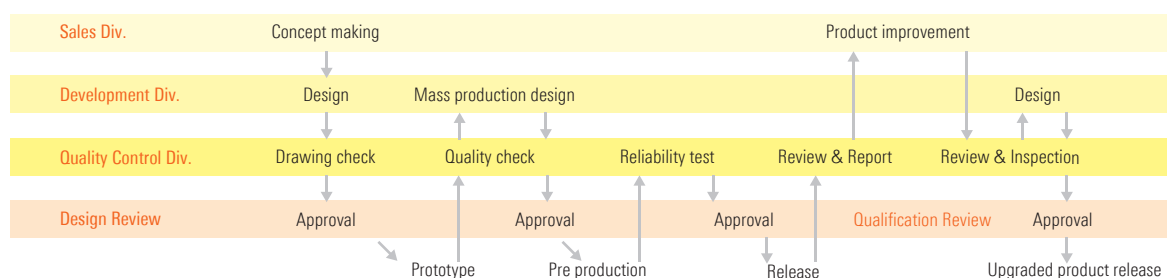 Sales Div. Concept making Product improvement
Development Div. Design Mass production design Design
Quality Control Div. Drawing check Quality check Reliability test Review & Report Review & Inspection
Design Review Approval Approval Approval Qualification Review Approval
Prototype Pre production Release Upgraded product release